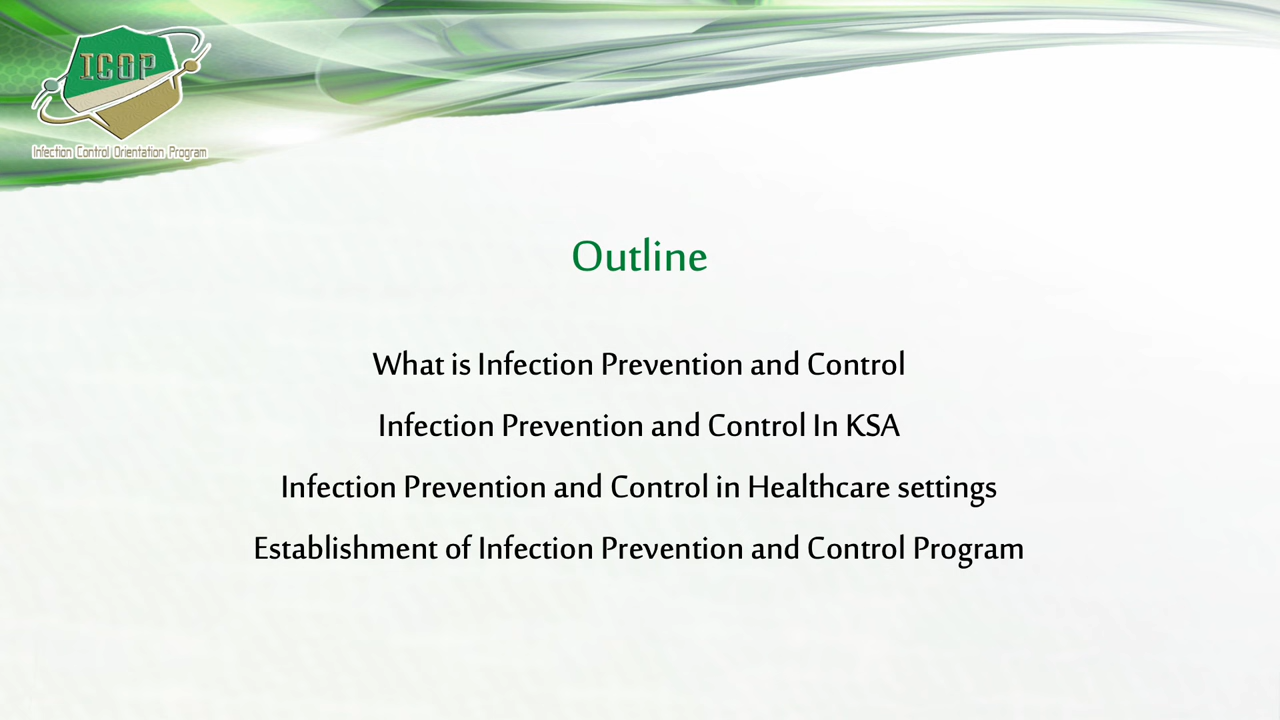 ICOP
Infection Control Orientation Program
Outline
What is Infection Prevention and Control
Infection Prevention and Control In KSA
Infection Prevention and Control in Healthcare settings
Establishment of Infection Prevention and Control Program